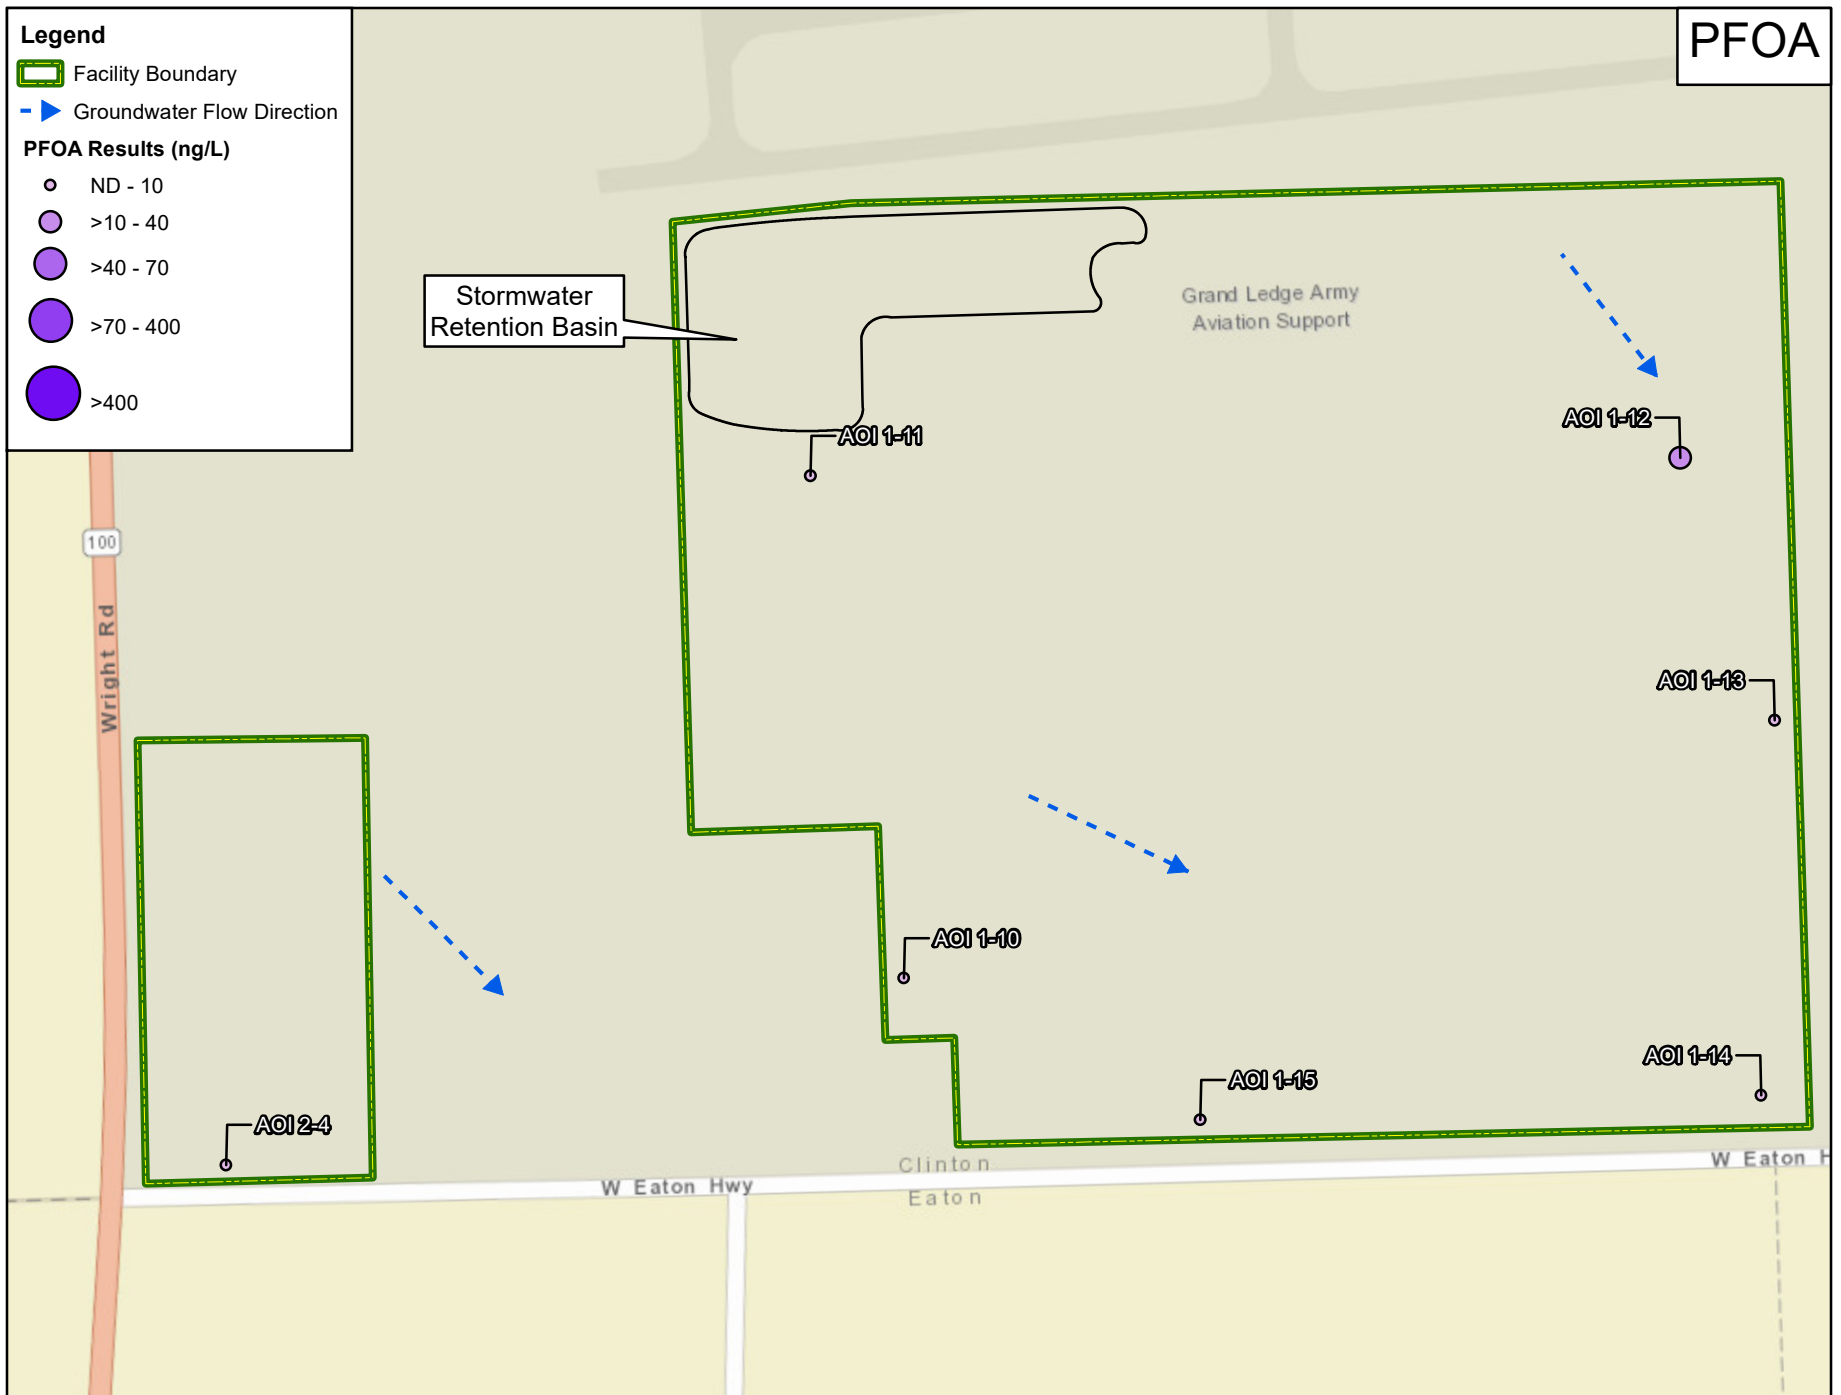 Legend
Facility Boundary
Groundwater Flow Direction
PFOA Results (ng/L)
ND - 10
>10 - 40
>40 - 70
>70 - 400
>400
PFOA
Stormwater
Retention Basin
Grand Ledge Army
Aviation Support
AOI 1-12
AOI 1-11
100
Wright Rd
AOI 1-13
AOI 1-10
AOI 1-14
AOI 1-15
AOI 2-4
Clinton
W Eaton H
W Eaton Hwy
Eaton